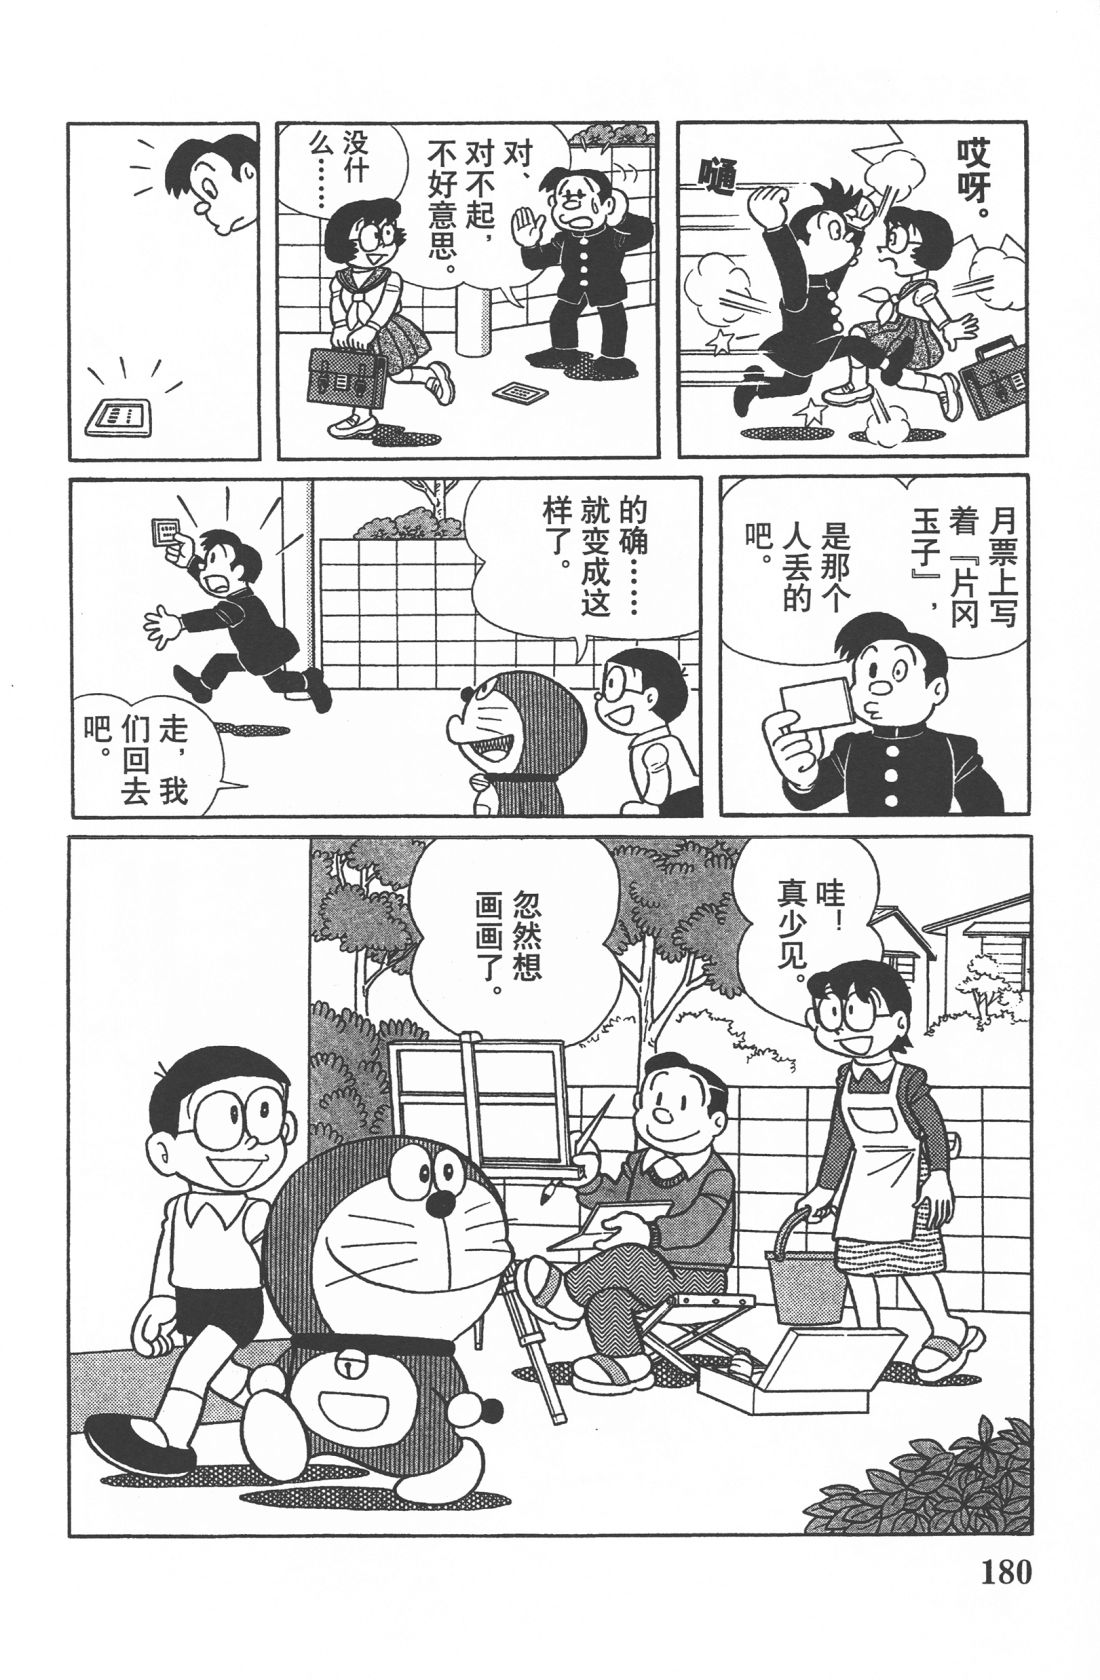 哎呀。
嗵
对、
对不起，
不好意思。
没什
么……
月票上写
着『片冈
玉子』，
是那个
人丢的
吧。
的确……
就变成这
样了。
走，我
们回去
吧。
哇！
真少见。
忽然想
画画了。
180